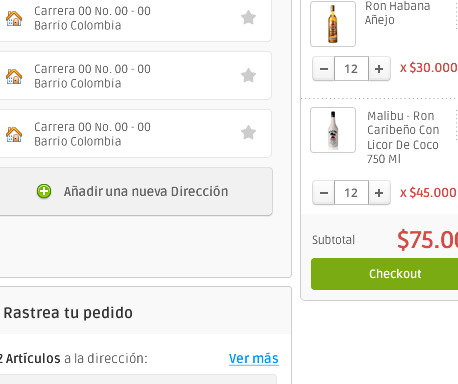 Carrera 00 No. 00 - 00
Barrio Colombia
Carrera 00 No. 00 - 00
Barrio Colombia
Carrera 00 No. 00 - 00
Barrio Colombia
Añadir una nueva Dirección
Rastrea tu pedido
2 Artículos a la dirección:
Ver más
Ron Habana
Añejo
− 12 + x $30.000
Malibu - Ron
Caribeño Con
Licor De Coco
750 Ml
− 12 + x $45.000
Subtotal $75.00
Checkout